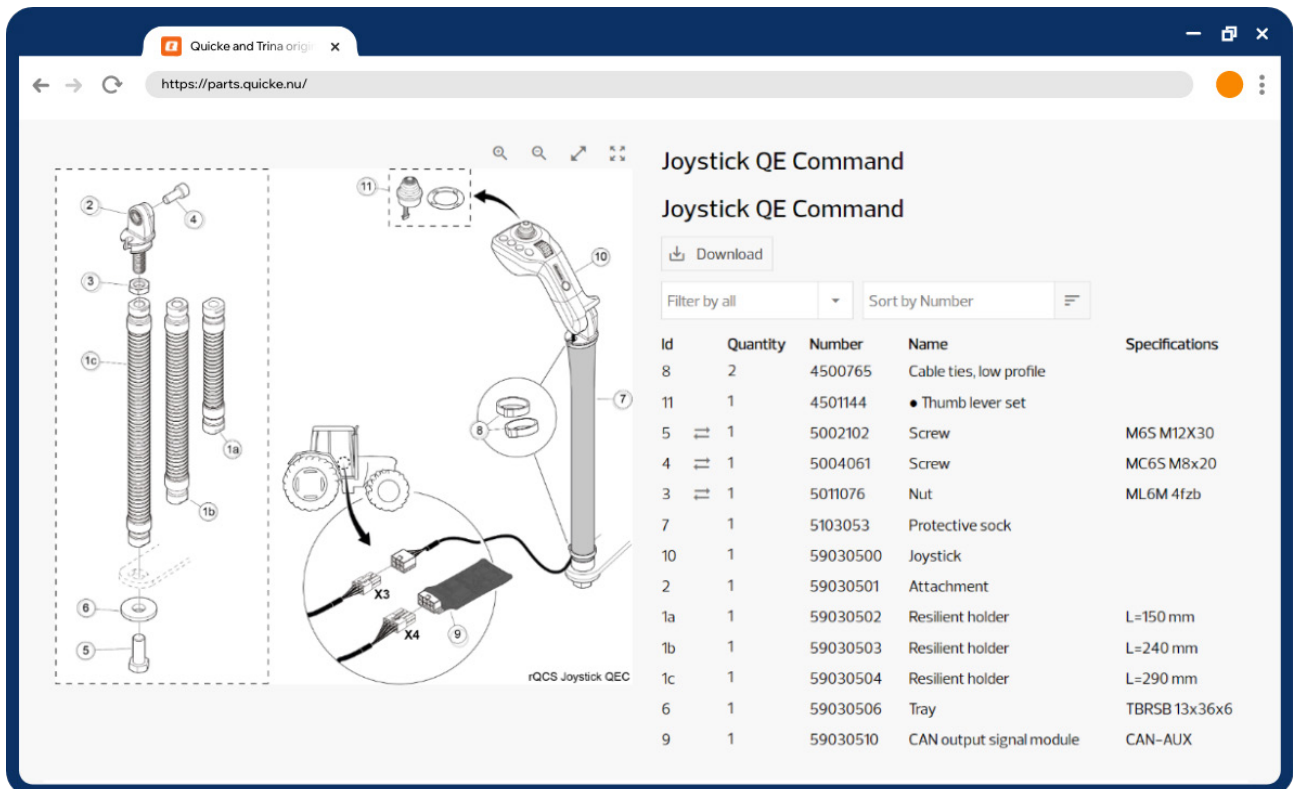 Quicke and Trina origi
https://parts.quicke.nu/
2
4
3
1c
1a
1b
6
5
11
10
7
8
X3
X4
9
rQCS Joystick QEC
Joystick QE Command
Joystick QE Command
Download
Filter by all Sort by Number
Id Quantity Number Name Specifications
8 2 4500765 Cable ties, low profile
11 1 4501144 ● Thumb lever set
5 1 5002102 Screw M6S M12X30
4 1 5004061 Screw MC6S M8x20
3 1 5011076 Nut ML6M 4fzb
7 1 5103053 Protective sock
10 1 59030500 Joystick
2 1 59030501 Attachment
1a 1 59030502 Resilient holder L=150 mm
1b 1 59030503 Resilient holder L=240 mm
1c 1 59030504 Resilient holder L=290 mm
6 1 59030506 Tray TBRSB 13x36x6
9 1 59030510 CAN output signal module CAN-AUX